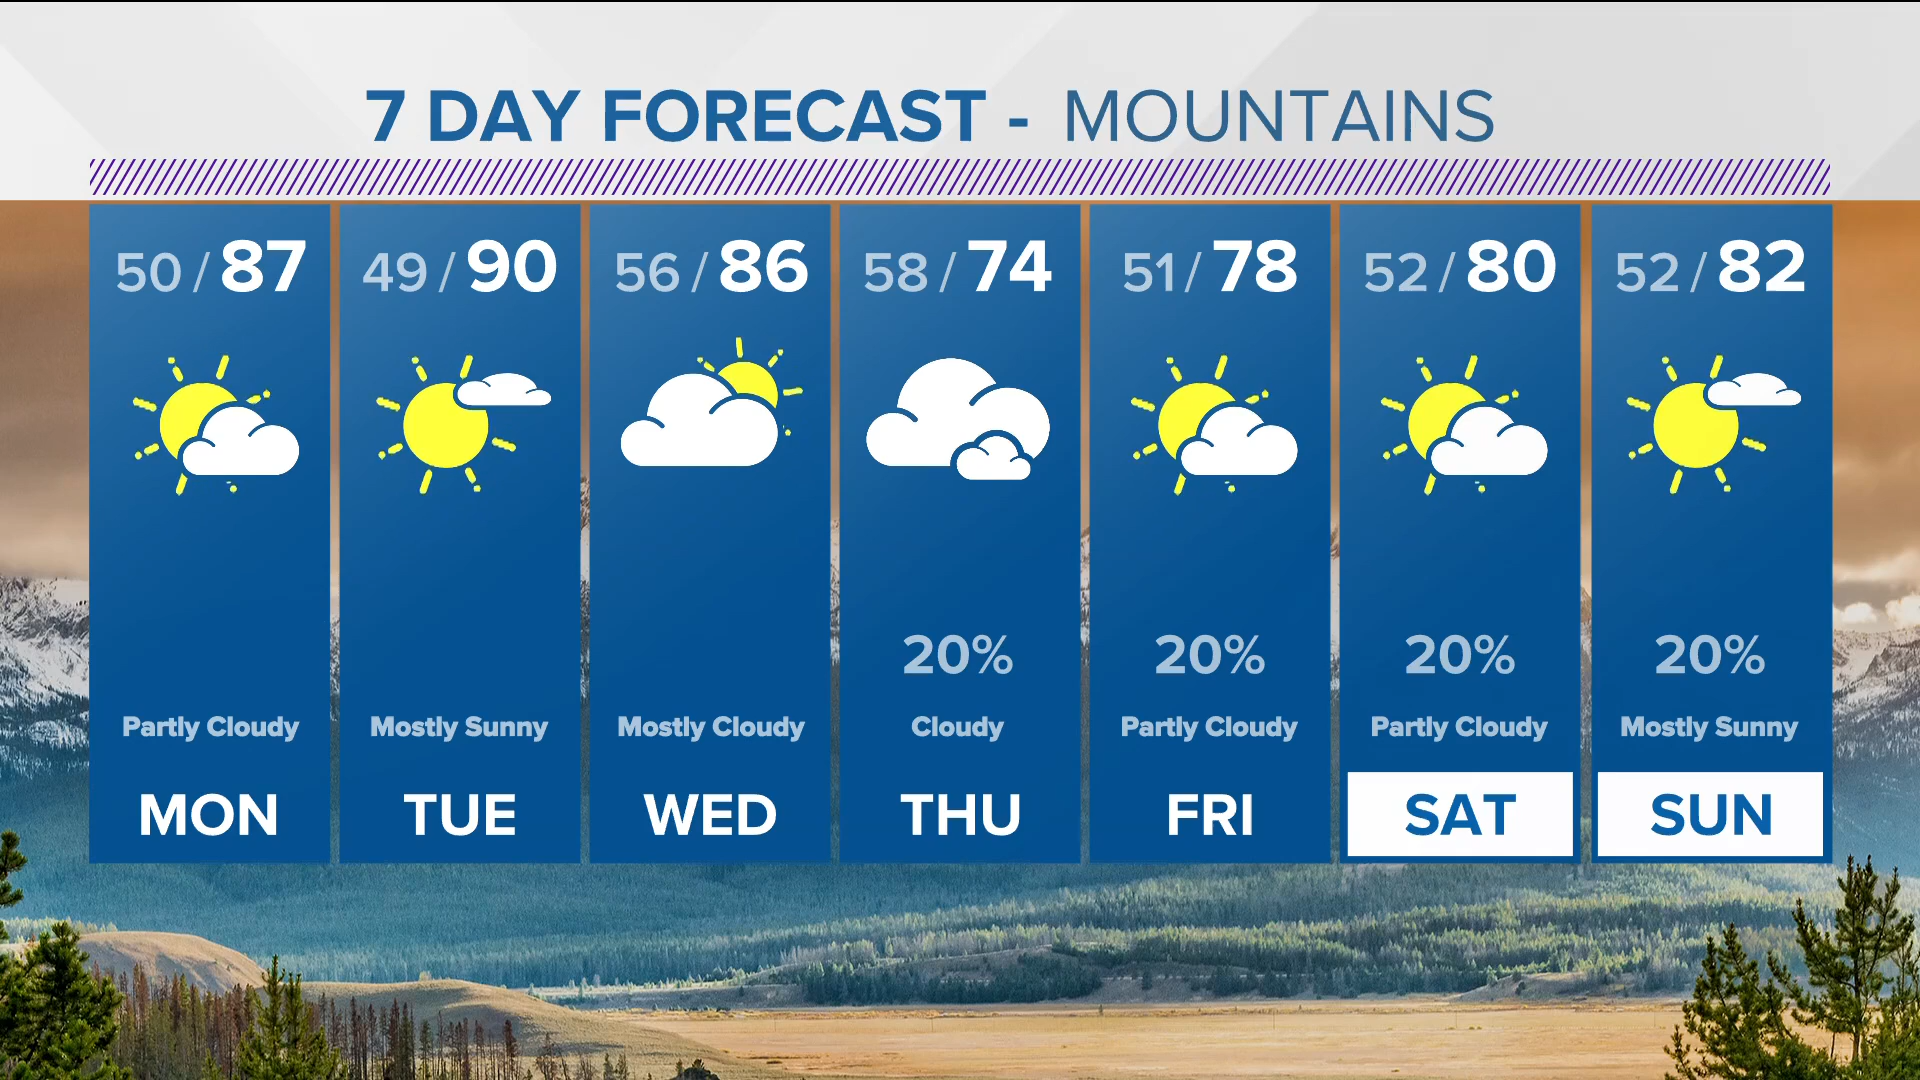 7 DAY FORECAST - MOUNTAINS
50 / 87
49 / 90
56 / 86
58 / 74
51 / 78
52 / 80
52 / 82
20%
20%
20%
20%
Partly Cloudy
Mostly Sunny
Mostly Cloudy
Cloudy
Partly Cloudy
Partly Cloudy
Mostly Sunny
MON
TUE
WED
THU
FRI
SAT
SUN